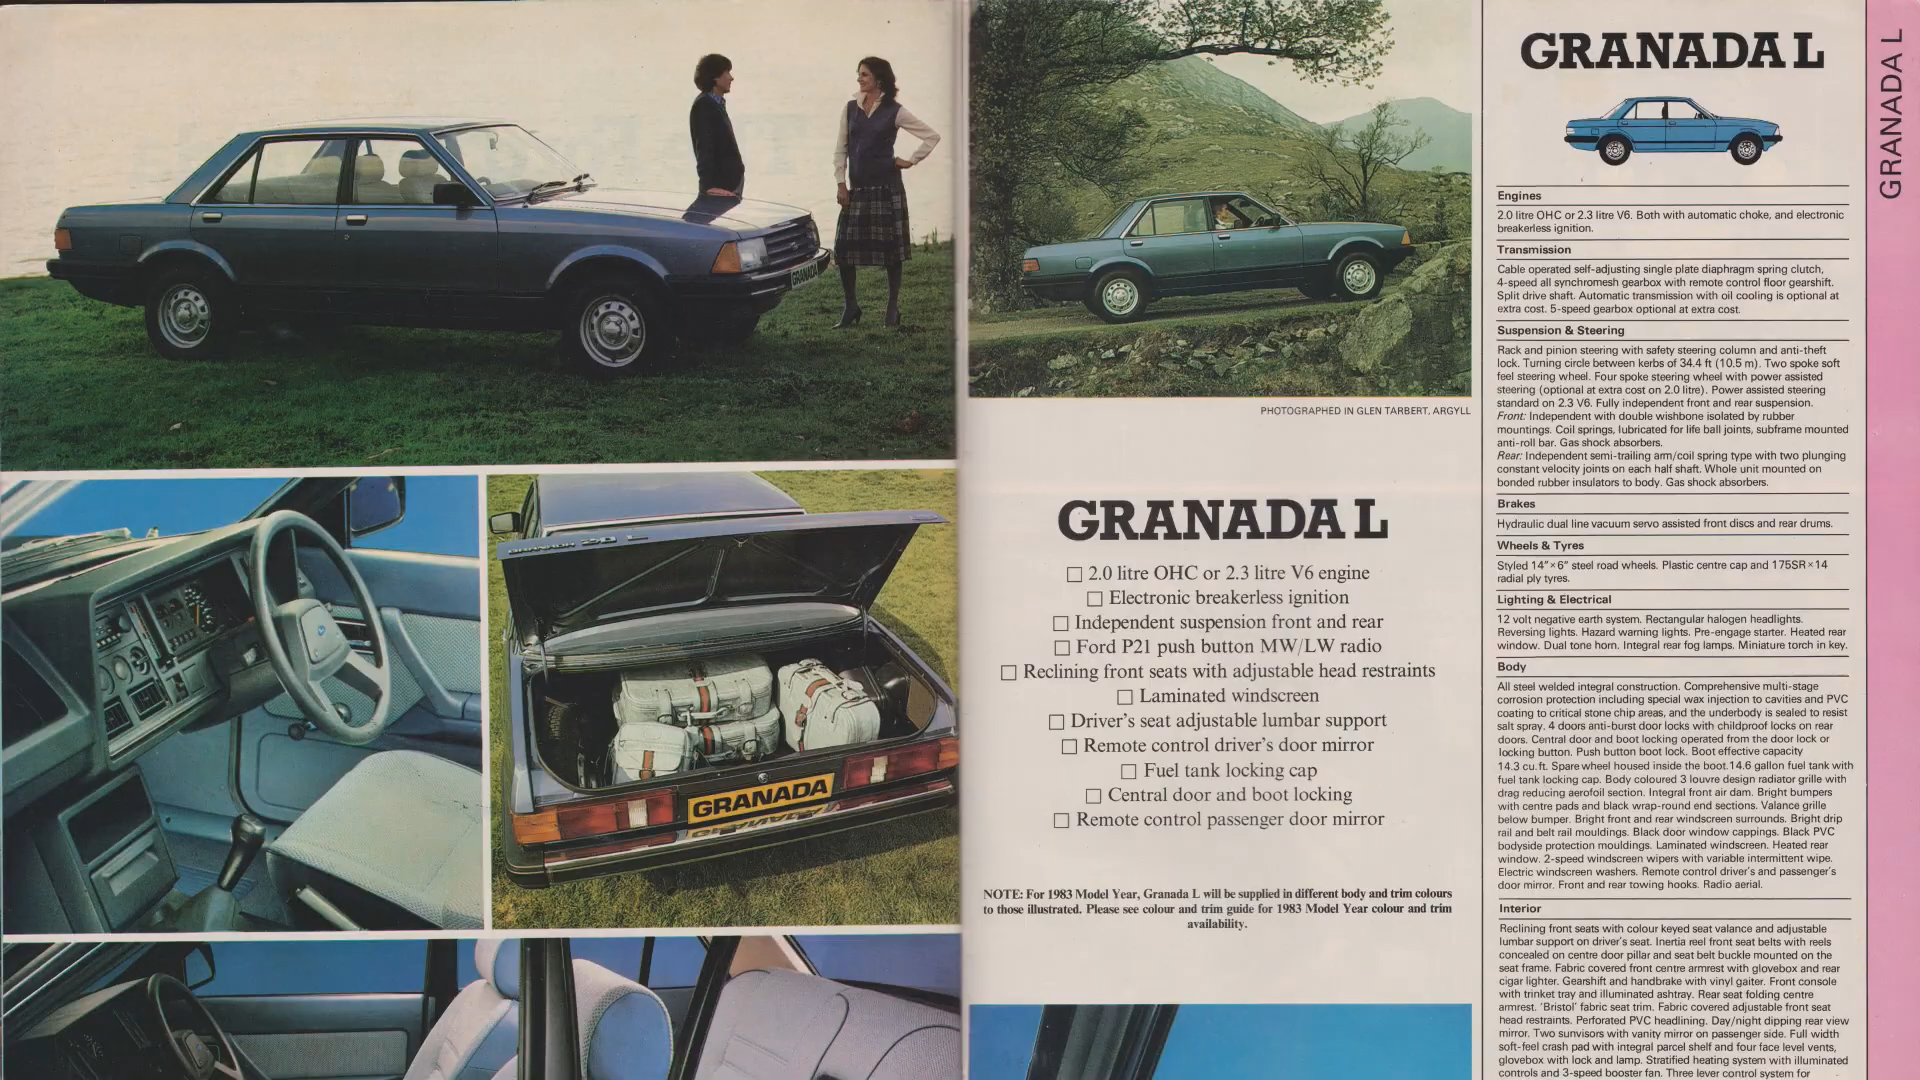 GRANADA
GRANADA 2.0 L
GRANADA
PHOTOGRAPHED IN GLEN TARBERT, ARGYLL
GRANADA L
☐ 2.0 litre OHC or 2.3 litre V6 engine
☐ Electronic breakerless ignition
☐ Independent suspension front and rear
☐ Ford P21 push button MW/LW radio
☐ Reclining front seats with adjustable head restraints
☐ Laminated windscreen
☐ Driver's seat adjustable lumbar support
☐ Remote control driver's door mirror
☐ Fuel tank locking cap
☐ Central door and boot locking
☐ Remote control passenger door mirror
NOTE: For 1983 Model Year, Granada L will be supplied in different body and trim colours
to those illustrated. Please see colour and trim guide for 1983 Model Year colour and trim
availability.
GRANADA L
Engines
2.0 litre OHC or 2.3 litre V6. Both with automatic choke, and electronic
breakerless ignition.
Transmission
Cable operated self-adjusting single plate diaphragm spring clutch,
4-speed all synchromesh gearbox with remote control floor gearshift.
Split drive shaft. Automatic transmission with oil cooling is optional at
extra cost. 5-speed gearbox optional at extra cost.
Suspension & Steering
Rack and pinion steering with safety steering column and anti-theft
lock. Turning circle between kerbs of 34.4 ft (10.5 m). Two spoke soft
feel steering wheel. Four spoke steering wheel with power assisted
steering (optional at extra cost on 2.0 litre). Power assisted steering
standard on 2.3 V6. Fully independent front and rear suspension.
Front: Independent with double wishbone isolated by rubber
mountings. Coil springs, lubricated for life ball joints, subframe mounted
anti-roll bar. Gas shock absorbers.
Rear: Independent semi-trailing arm/coil spring type with two plunging
constant velocity joints on each half shaft. Whole unit mounted on
bonded rubber insulators to body. Gas shock absorbers.
Brakes
Hydraulic dual line vacuum servo assisted front discs and rear drums.
Wheels & Tyres
Styled 14"×6" steel road wheels. Plastic centre cap and 175SR×14
radial ply tyres.
Lighting & Electrical
12 volt negative earth system. Rectangular halogen headlights.
Reversing lights. Hazard warning lights. Pre-engage starter. Heated rear
window. Dual tone horn. Integral rear fog lamps. Miniature torch in key.
Body
All steel welded integral construction. Comprehensive multi-stage
corrosion protection including special wax injection to cavities and PVC
coating to critical stone chip areas, and the underbody is sealed to resist
salt spray. 4 doors anti-burst door locks with childproof locks on rear
doors. Central door and boot locking operated from the door lock or
locking button. Push button boot lock. Boot effective capacity
14.3 cu.ft. Spare wheel housed inside the boot. 14.6 gallon fuel tank with
fuel tank locking cap. Body coloured 3 louvre design radiator grille with
drag reducing aerofoil section. Integral front air dam. Bright bumpers
with centre pads and black wrap-round end sections. Valance grille
below bumper. Bright front and rear windscreen surrounds. Bright drip
rail and belt rail mouldings. Black door window cappings. Black PVC
bodyside protection mouldings. Laminated windscreen. Heated rear
window. 2-speed windscreen wipers with variable intermittent wipe.
Electric windscreen washers. Remote control driver's and passenger's
door mirror. Front and rear towing hooks. Radio aerial.
Interior
Reclining front seats with colour keyed seat valance and adjustable
lumbar support on driver's seat. Inertia reel front seat belts with reels
concealed on centre door pillar and seat belt buckle mounted on the
seat frame. Fabric covered front centre armrest with glovebox and rear
cigar lighter. Gearshift and handbrake with vinyl gaiter. Front console
with trinket tray and illuminated ashtray. Rear seat folding centre
armrest. 'Bristol' fabric seat trim. Fabric covered adjustable front seat
head restraints. Perforated PVC headlining. Day/night dipping rear view
mirror. Two sunvisors with vanity mirror on passenger side. Full width
soft-feel crash pad with integral parcel shelf and four face level vents,
glovebox with lock and lamp. Stratified heating system with illuminated
controls and 3-speed booster fan. Three lever control system for
GRANADA L